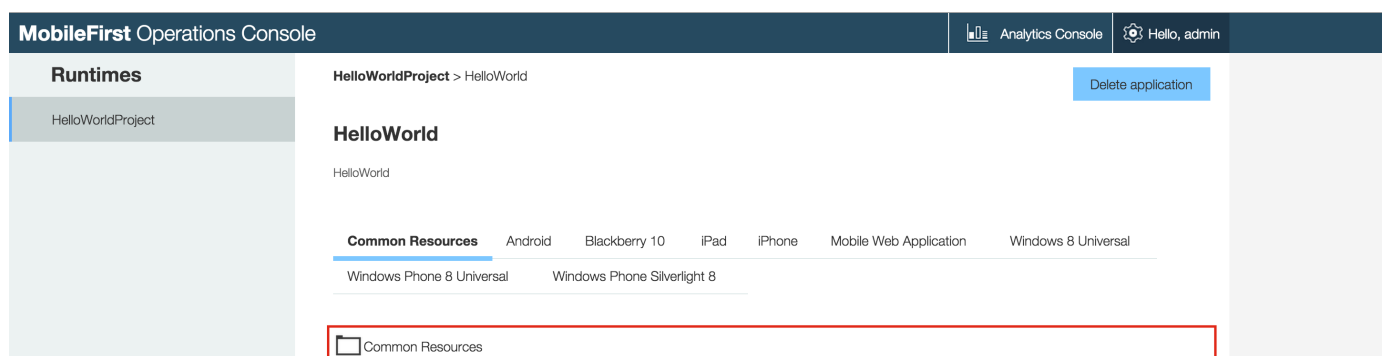 MobileFirst Operations Console Analytics Console Hello, admin
Runtimes
HelloWorldProject
HelloWorldProject > HelloWorld
Delete application
HelloWorld
HelloWorld
Common Resources Android Blackberry 10 iPad iPhone Mobile Web Application Windows 8 Universal
Windows Phone 8 Universal Windows Phone Silverlight 8
Common Resources